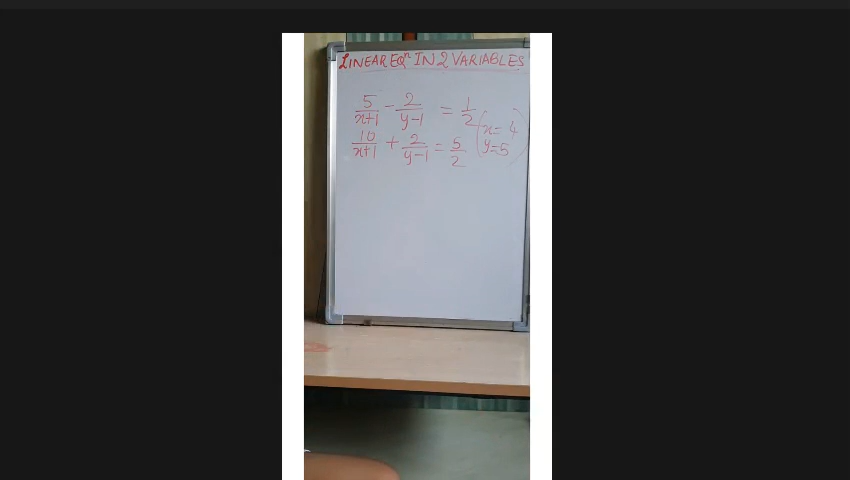 LINEAR EQⁿ IN 2 VARIABLES
5/(x+1) - 2/(y-1) = 1/2
10/(x+1) + 2/(y-1) = 5/2
(x= 4
y=5)